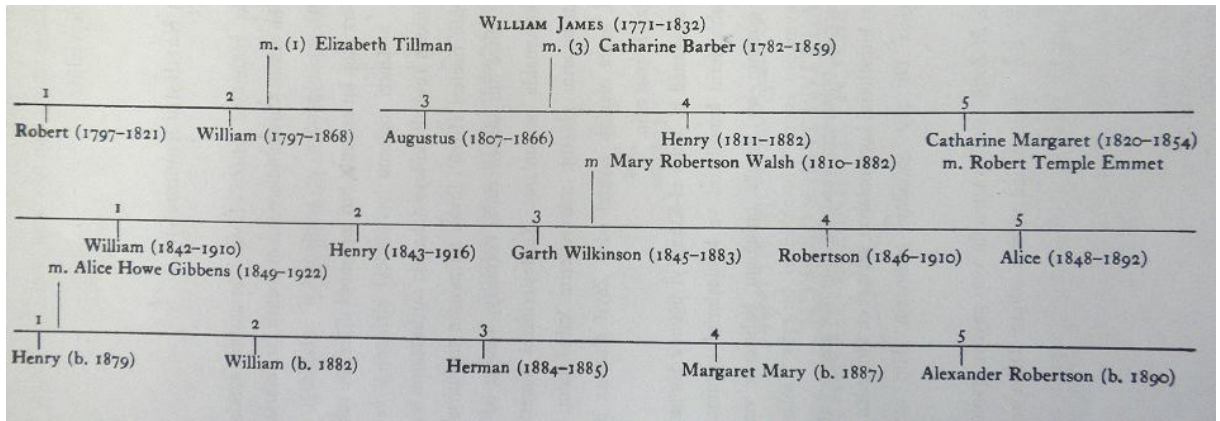 WILLIAM JAMES (1771–1832)
m. (1) Elizabeth Tillman
m. (3) Catharine Barber (1782–1859)
1
2
3
4
5
Robert (1797–1821)
William (1797–1868)
Augustus (1807–1866)
Henry (1811–1882)
Catharine Margaret (1820–1854)
m Mary Robertson Walsh (1810–1882)
m. Robert Temple Emmet
1
2
3
4
5
William (1842–1910)
Henry (1843–1916)
Garth Wilkinson (1845–1883)
Robertson (1846–1910)
Alice (1848–1892)
m. Alice Howe Gibbens (1849–1922)
1
2
3
4
5
Henry (b. 1879)
William (b. 1882)
Herman (1884–1885)
Margaret Mary (b. 1887)
Alexander Robertson (b. 1890)